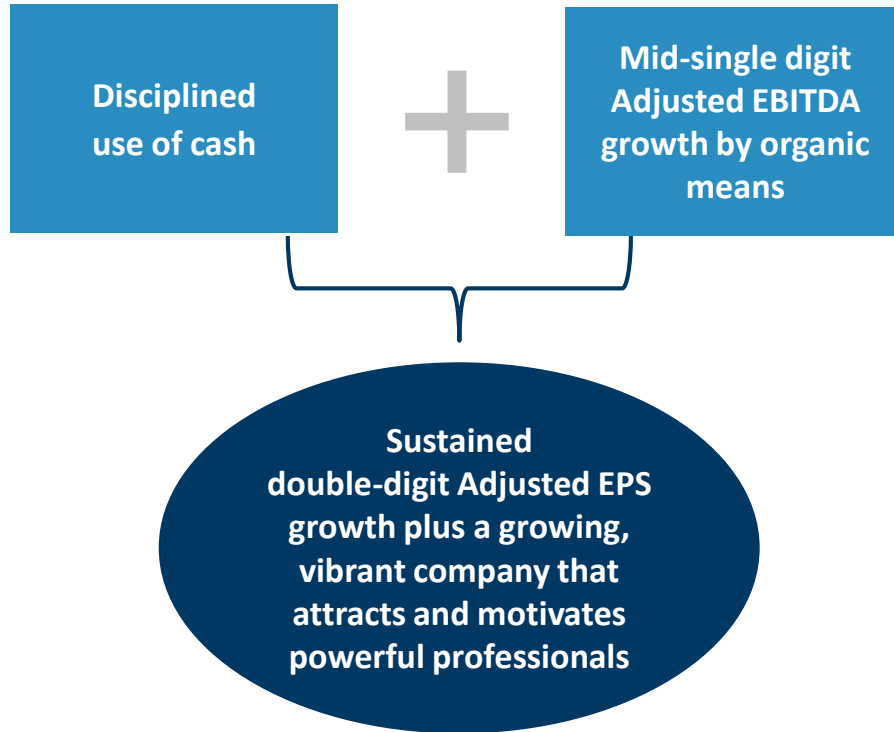 Disciplined
use of cash
+
Mid-single digit
Adjusted EBITDA
growth by organic
means
Sustained
double-digit Adjusted EPS
growth plus a growing,
vibrant company that
attracts and motivates
powerful professionals